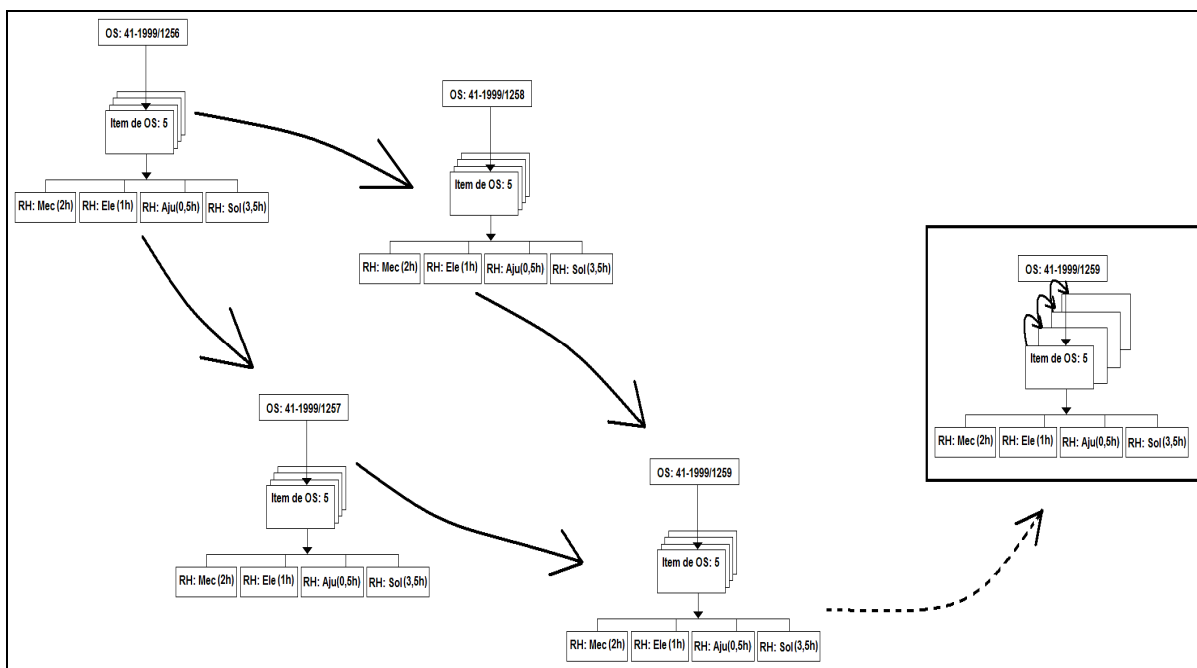 OS: 41-1999/1256
Item de OS: 5
RH: Mec (2h) RH: Ele (1h) RH: Aju(0,5h) RH: Sol (3,5h)
OS: 41-1999/1258
Item de OS: 5
RH: Mec (2h) RH: Ele (1h) RH: Aju(0,5h) RH: Sol (3,5h)
OS: 41-1999/1257
Item de OS: 5
RH: Mec (2h) RH: Ele (1h) RH: Aju(0,5h) RH: Sol (3,5h)
OS: 41-1999/1259
Item de OS: 5
RH: Mec (2h) RH: Ele (1h) RH: Aju(0,5h) RH: Sol (3,5h)
OS: 41-1999/1259
Item de OS: 5
RH: Mec (2h) RH: Ele (1h) RH: Aju(0,5h) RH: Sol (3,5h)